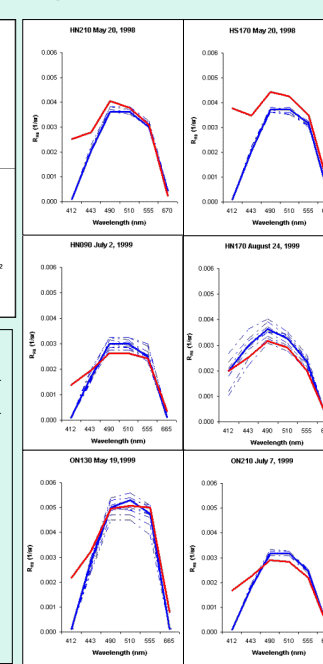 HN210 May 20, 1998
0.006
0.005
0.004
0.003
0.002
0.001
0.000
Rrs (1/sr)
412 443 490 510 555 670
Wavelength (nm)
HS170 May 20, 1998
0.006
0.005
0.004
0.003
0.002
0.001
0.000
Rrs (1/sr)
412 443 490 510 555
Wavelength (nm)
HN090 July 2, 1999
0.006
0.005
0.004
0.003
0.002
0.001
0.000
Rrs (1/sr)
412 443 490 510 555 665
Wavelength (nm)
HN170 August 24, 1999
0.006
0.005
0.004
0.003
0.002
0.001
0.000
Rrs (1/sr)
412 443 490 510 555
Wavelength (nm)
ON130 May 19,1999
0.006
0.005
0.004
0.003
0.002
0.001
0.000
Rrs (1/sr)
412 443 490 510 555 665
Wavelength (nm)
ON210 July 7, 1999
0.006
0.005
0.004
0.003
0.002
0.001
0.000
Rrs (1/sr)
412 443 490 510 555
Wavelength (nm)